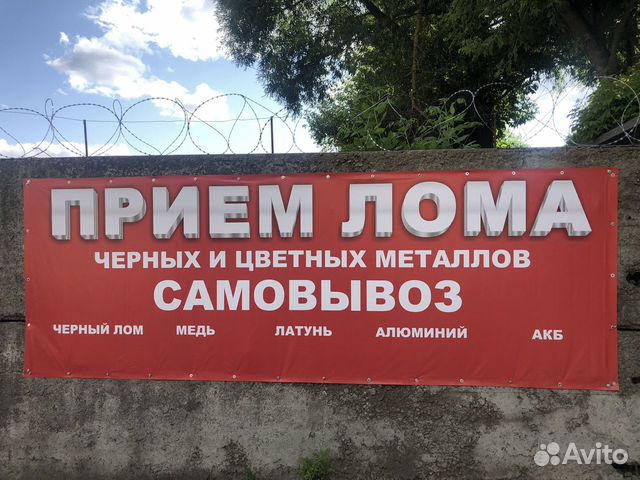 ПРИЕМ ЛОМА
ЧЕРНЫХ И ЦВЕТНЫХ МЕТАЛЛОВ
САМОВЫВОЗ
ЧЕРНЫЙ ЛОМ МЕДЬ ЛАТУНЬ АЛЮМИНИЙ АКБ
Avito